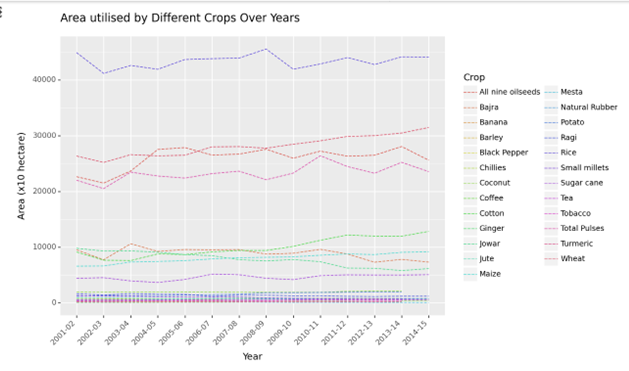 Area utilised by Different Crops Over Years
Area (x10 hectare)
40000
30000
20000
10000
0
2001-02
2002-03
2003-04
2004-05
2005-06
2006-07
2007-08
2008-09
2009-10
2010-11
2011-12
2012-13
2013-14
2014-15
Year
Crop
All nine oilseeds
Bajra
Banana
Barley
Black Pepper
Chillies
Coconut
Coffee
Cotton
Ginger
Jowar
Jute
Maize
Mesta
Natural Rubber
Potato
Ragi
Rice
Small millets
Sugar cane
Tea
Tobacco
Total Pulses
Turmeric
Wheat